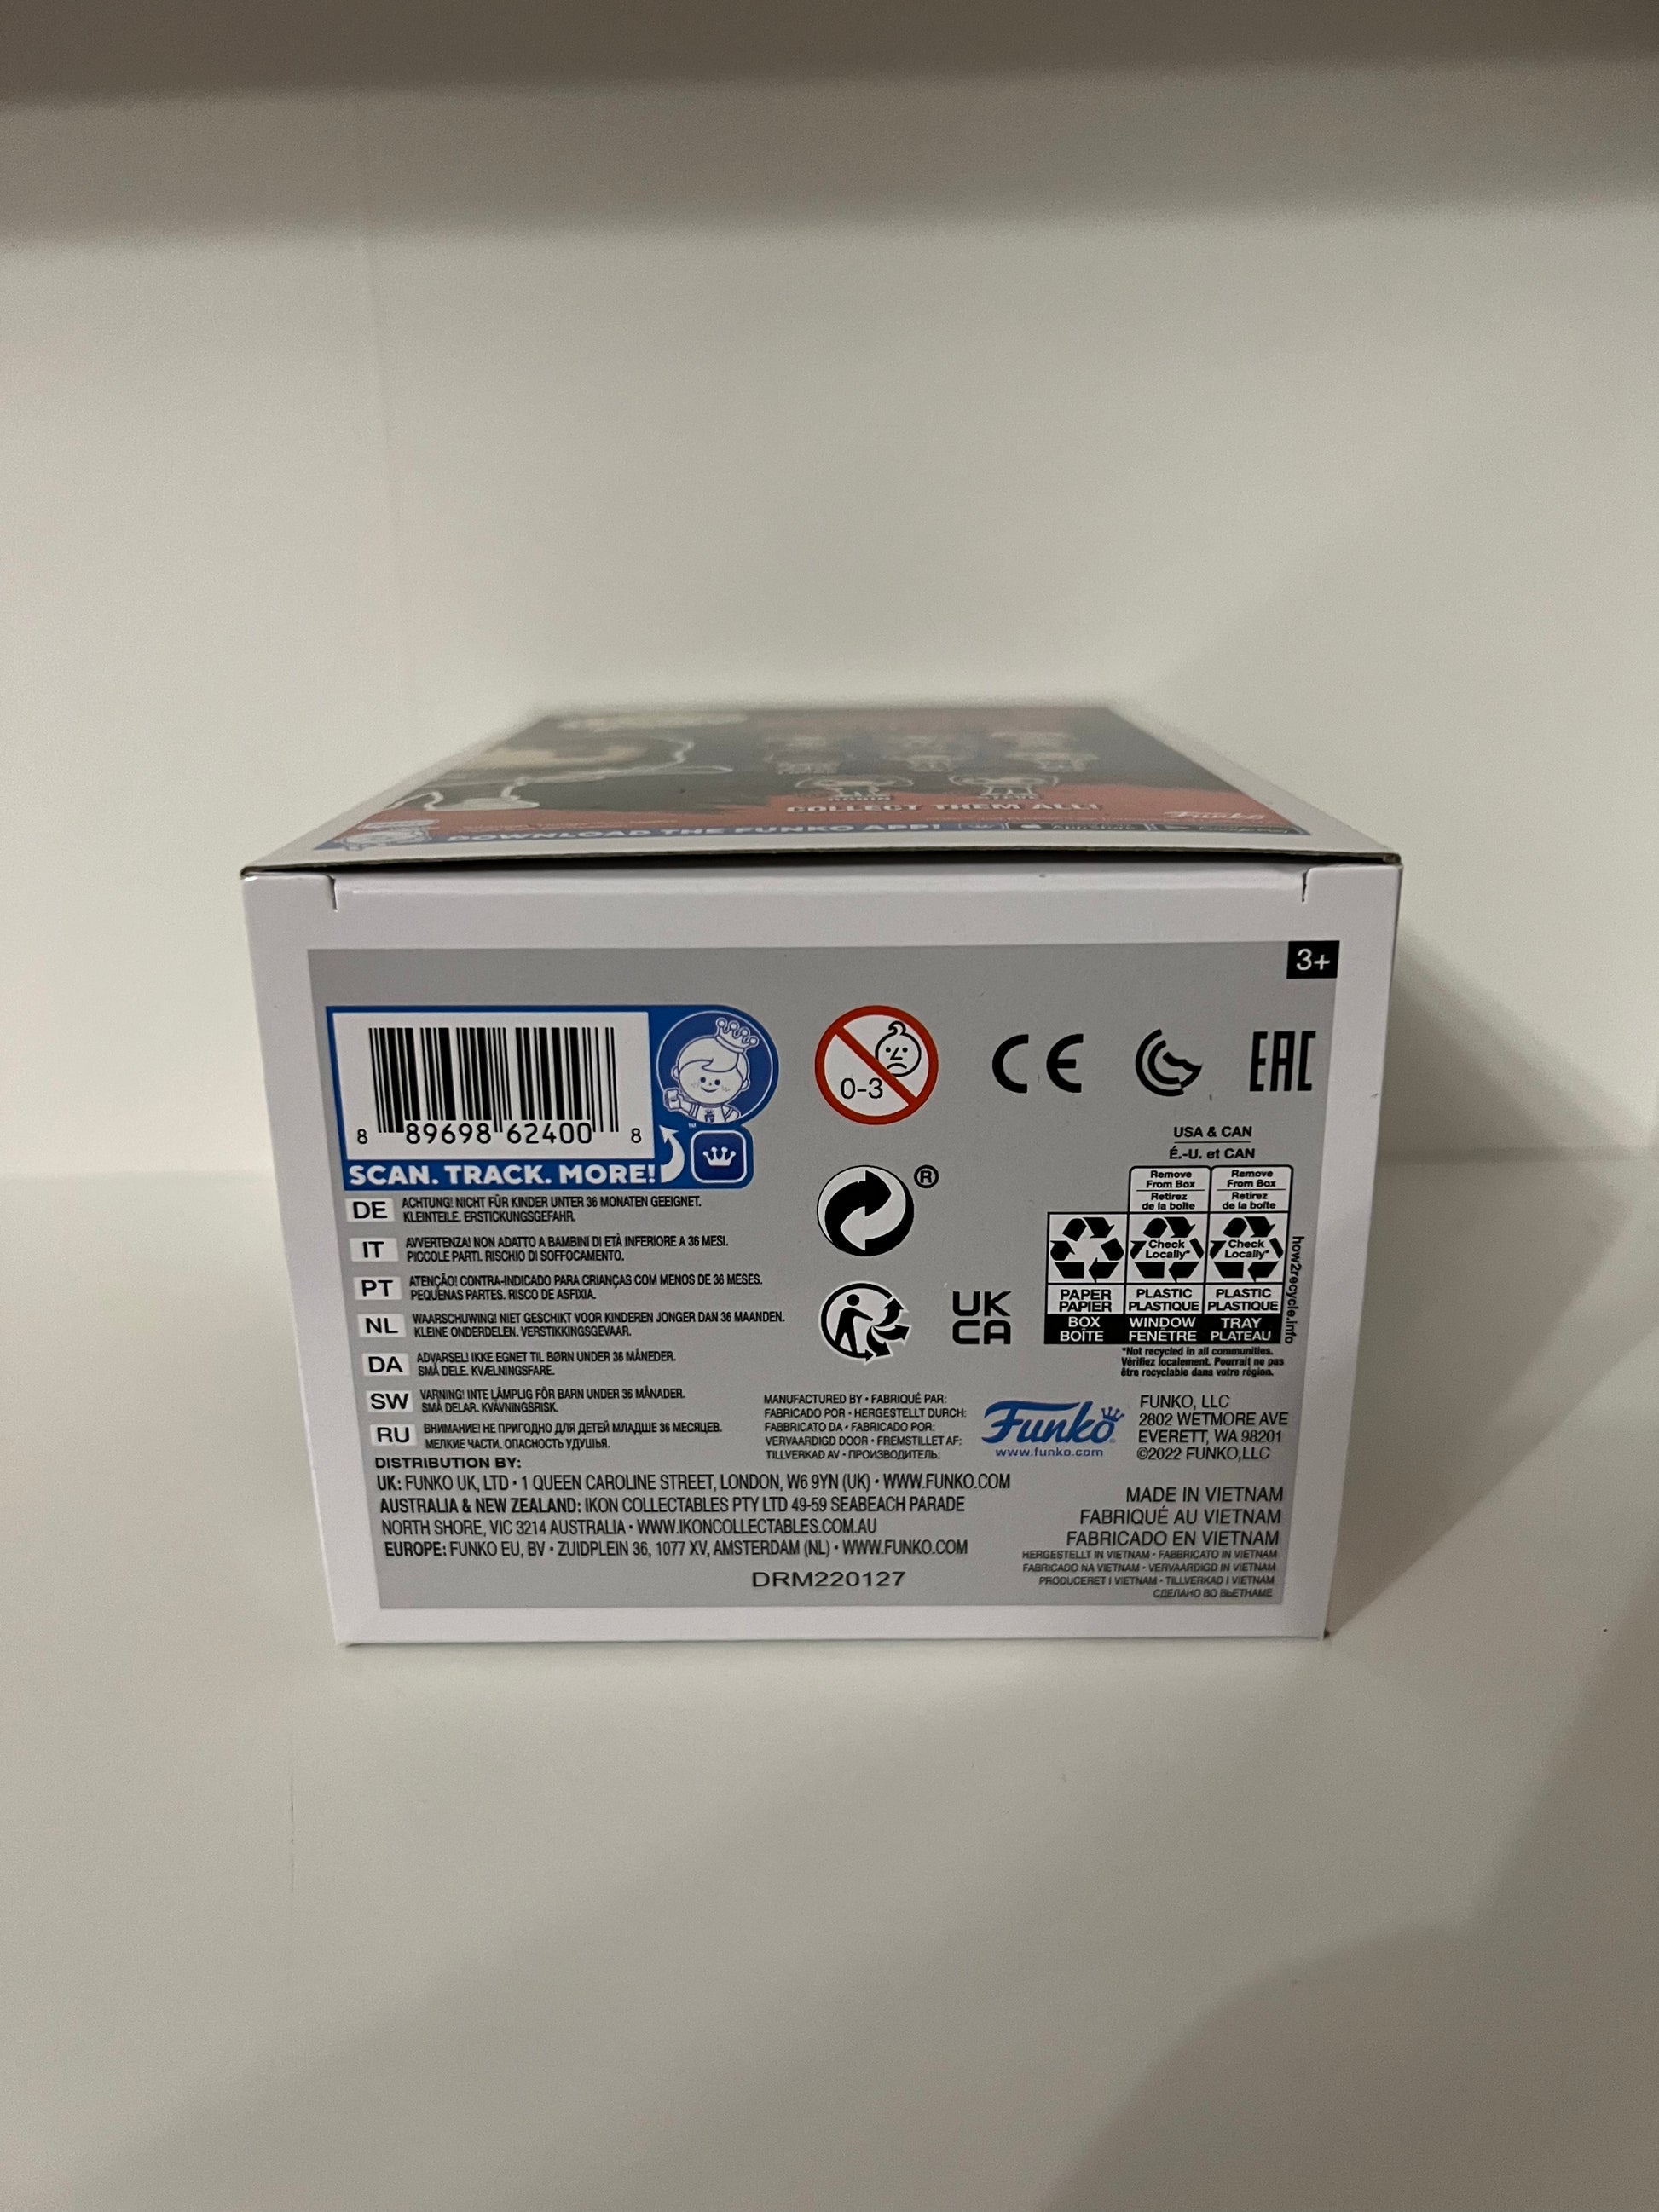 COLLECT THEM ALL!
Funko
DOWNLOAD THE FUNKO APP!
3+
8 89698 62400 8
SCAN. TRACK. MORE!
™
0-3
CE
EAC
®
UK
CA
USA & CAN
É.-U. et CAN
Remove From Box
Retirez de la boîte
Remove From Box
Retirez de la boîte
Check Locally*
Check Locally*
PAPER PAPIER
PLASTIC PLASTIQUE
PLASTIC PLASTIQUE
BOX BOÎTE
WINDOW FENÊTRE
TRAY PLATEAU
how2recycle.info
*Not recycled in all communities.
Vérifiez localement. Pourrait ne pas
être recyclable dans votre région.
DE ACHTUNG! NICHT FÜR KINDER UNTER 36 MONATEN GEEIGNET.
KLEINTEILE. ERSTICKUNGSGEFAHR.
IT AVVERTENZA! NON ADATTO A BAMBINI DI ETÀ INFERIORE A 36 MESI.
PICCOLE PARTI. RISCHIO DI SOFFOCAMENTO.
PT ATENÇÃO! CONTRA-INDICADO PARA CRIANÇAS COM MENOS DE 36 MESES.
PEQUENAS PARTES. RISCO DE ASFIXIA.
NL WAARSCHUWING! NIET GESCHIKT VOOR KINDEREN JONGER DAN 36 MAANDEN.
KLEINE ONDERDELEN. VERSTIKKINGSGEVAAR.
DA ADVARSEL! IKKE EGNET TIL BØRN UNDER 36 MÅNEDER.
SMÅ DELE. KVÆLNINGSFARE.
SW VARNING! INTE LÄMPLIG FÖR BARN UNDER 36 MÅNADER.
SMÅ DELAR. KVÄVNINGSRISK.
RU ВНИМАНИЕ! НЕ ПРИГОДНО ДЛЯ ДЕТЕЙ МЛАДШЕ 36 МЕСЯЦЕВ.
МЕЛКИЕ ЧАСТИ. ОПАСНОСТЬ УДУШЬЯ.
MANUFACTURED BY • FABRIQUÉ PAR:
FABRICADO POR • HERGESTELLT DURCH:
FABBRICATO DA • FABRICADO POR:
VERVAARDIGD DOOR • FREMSTILLET AF:
TILLVERKAD AV • ПРОИЗВОДИТЕЛЬ:
Funko
www.funko.com
FUNKO, LLC
2802 WETMORE AVE
EVERETT, WA 98201
©2022 FUNKO,LLC
DISTRIBUTION BY:
UK: FUNKO UK, LTD • 1 QUEEN CAROLINE STREET, LONDON, W6 9YN (UK) • WWW.FUNKO.COM
AUSTRALIA & NEW ZEALAND: IKON COLLECTABLES PTY LTD 49-59 SEABEACH PARADE
NORTH SHORE, VIC 3214 AUSTRALIA • WWW.IKONCOLLECTABLES.COM.AU
EUROPE: FUNKO EU, BV • ZUIDPLEIN 36, 1077 XV, AMSTERDAM (NL) • WWW.FUNKO.COM
DRM220127
MADE IN VIETNAM
FABRIQUÉ AU VIETNAM
FABRICADO EN VIETNAM
HERGESTELLT IN VIETNAM • FABBRICATO IN VIETNAM
FABRICADO NA VIETNAM • VERVAARDIGD IN VIETNAM
PRODUCERET I VIETNAM • TILLVERKAD I VIETNAM
СДЕЛАНО ВО ВЬЕТНАМЕ